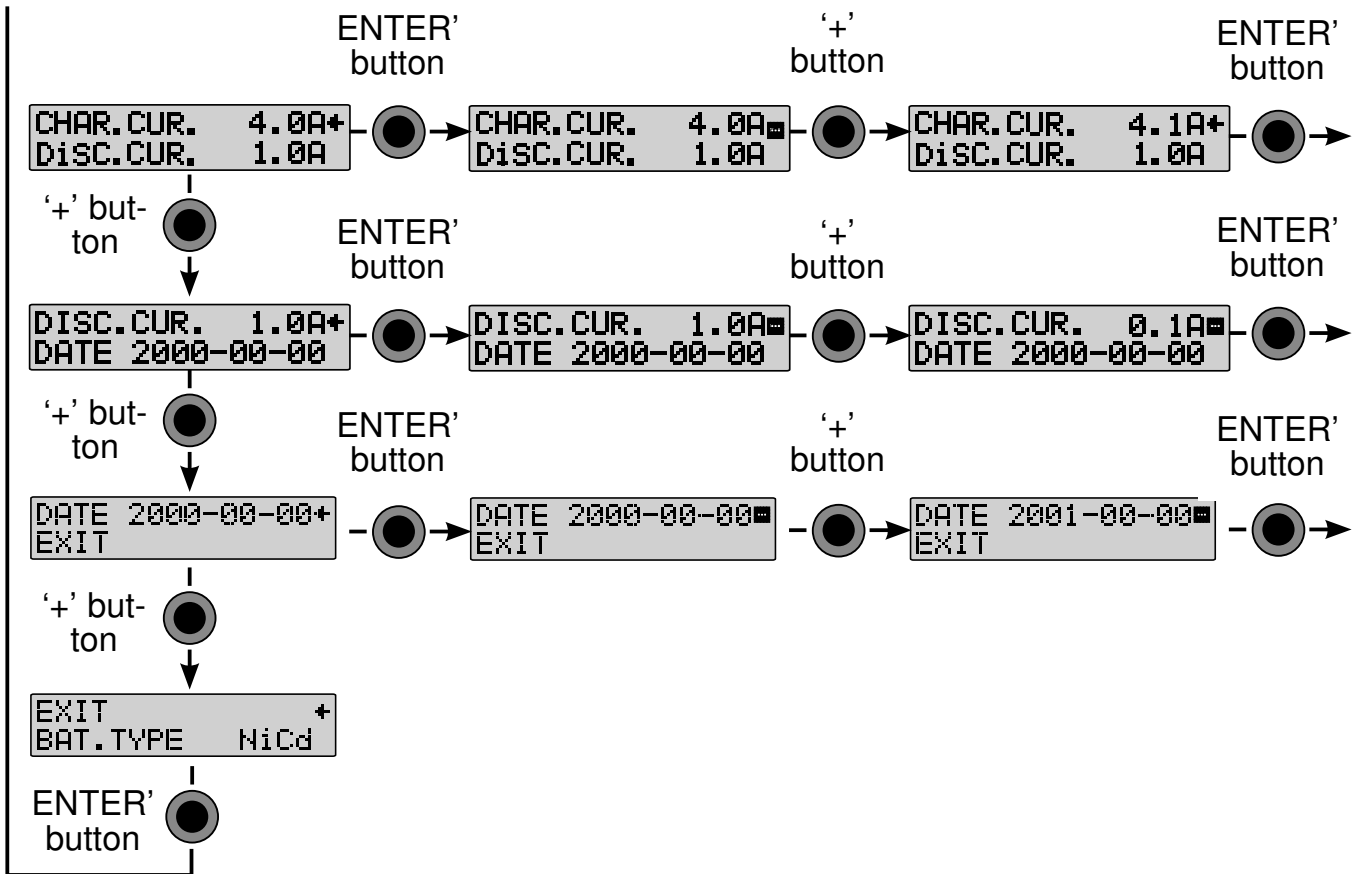 ENTER'
button
‘+’
button
ENTER'
button
CHAR.CUR. 4.0A
DiSC.CUR. 1.0A
CHAR.CUR. 4.0A
DiSC.CUR. 1.0A
CHAR.CUR. 4.1A
DiSC.CUR. 1.0A
‘+’ but-
ton
ENTER'
button
‘+’
button
ENTER'
button
DISC.CUR. 1.0A
DATE 2000-00-00
DISC.CUR. 1.0A
DATE 2000-00-00
DISC.CUR. 0.1A
DATE 2000-00-00
‘+’ but-
ton
ENTER'
button
‘+’
button
ENTER'
button
DATE 2000-00-00
EXIT
DATE 2000-00-00
EXIT
DATE 2001-00-00
EXIT
‘+’ but-
ton
EXIT
BAT.TYPE NiCd
ENTER'
button